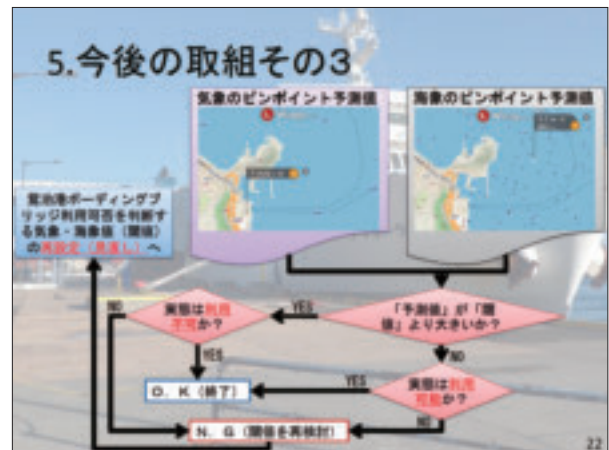 5.今後の取組その3
気象のピンポイント予測値
海象のピンポイント予測値
鷲泊港ボーディングブ
リッジ利用可否を判断す
る気象・海象値（閾値）
の再設定（見直し）へ
NO
実態は利用
不可か？
YES
「予測値」が「閾
値」より大きいか？
YES
NO
O．K（終了）
YES
実態は利用
可能か？
NO
N．G（閾値を再検討）
22